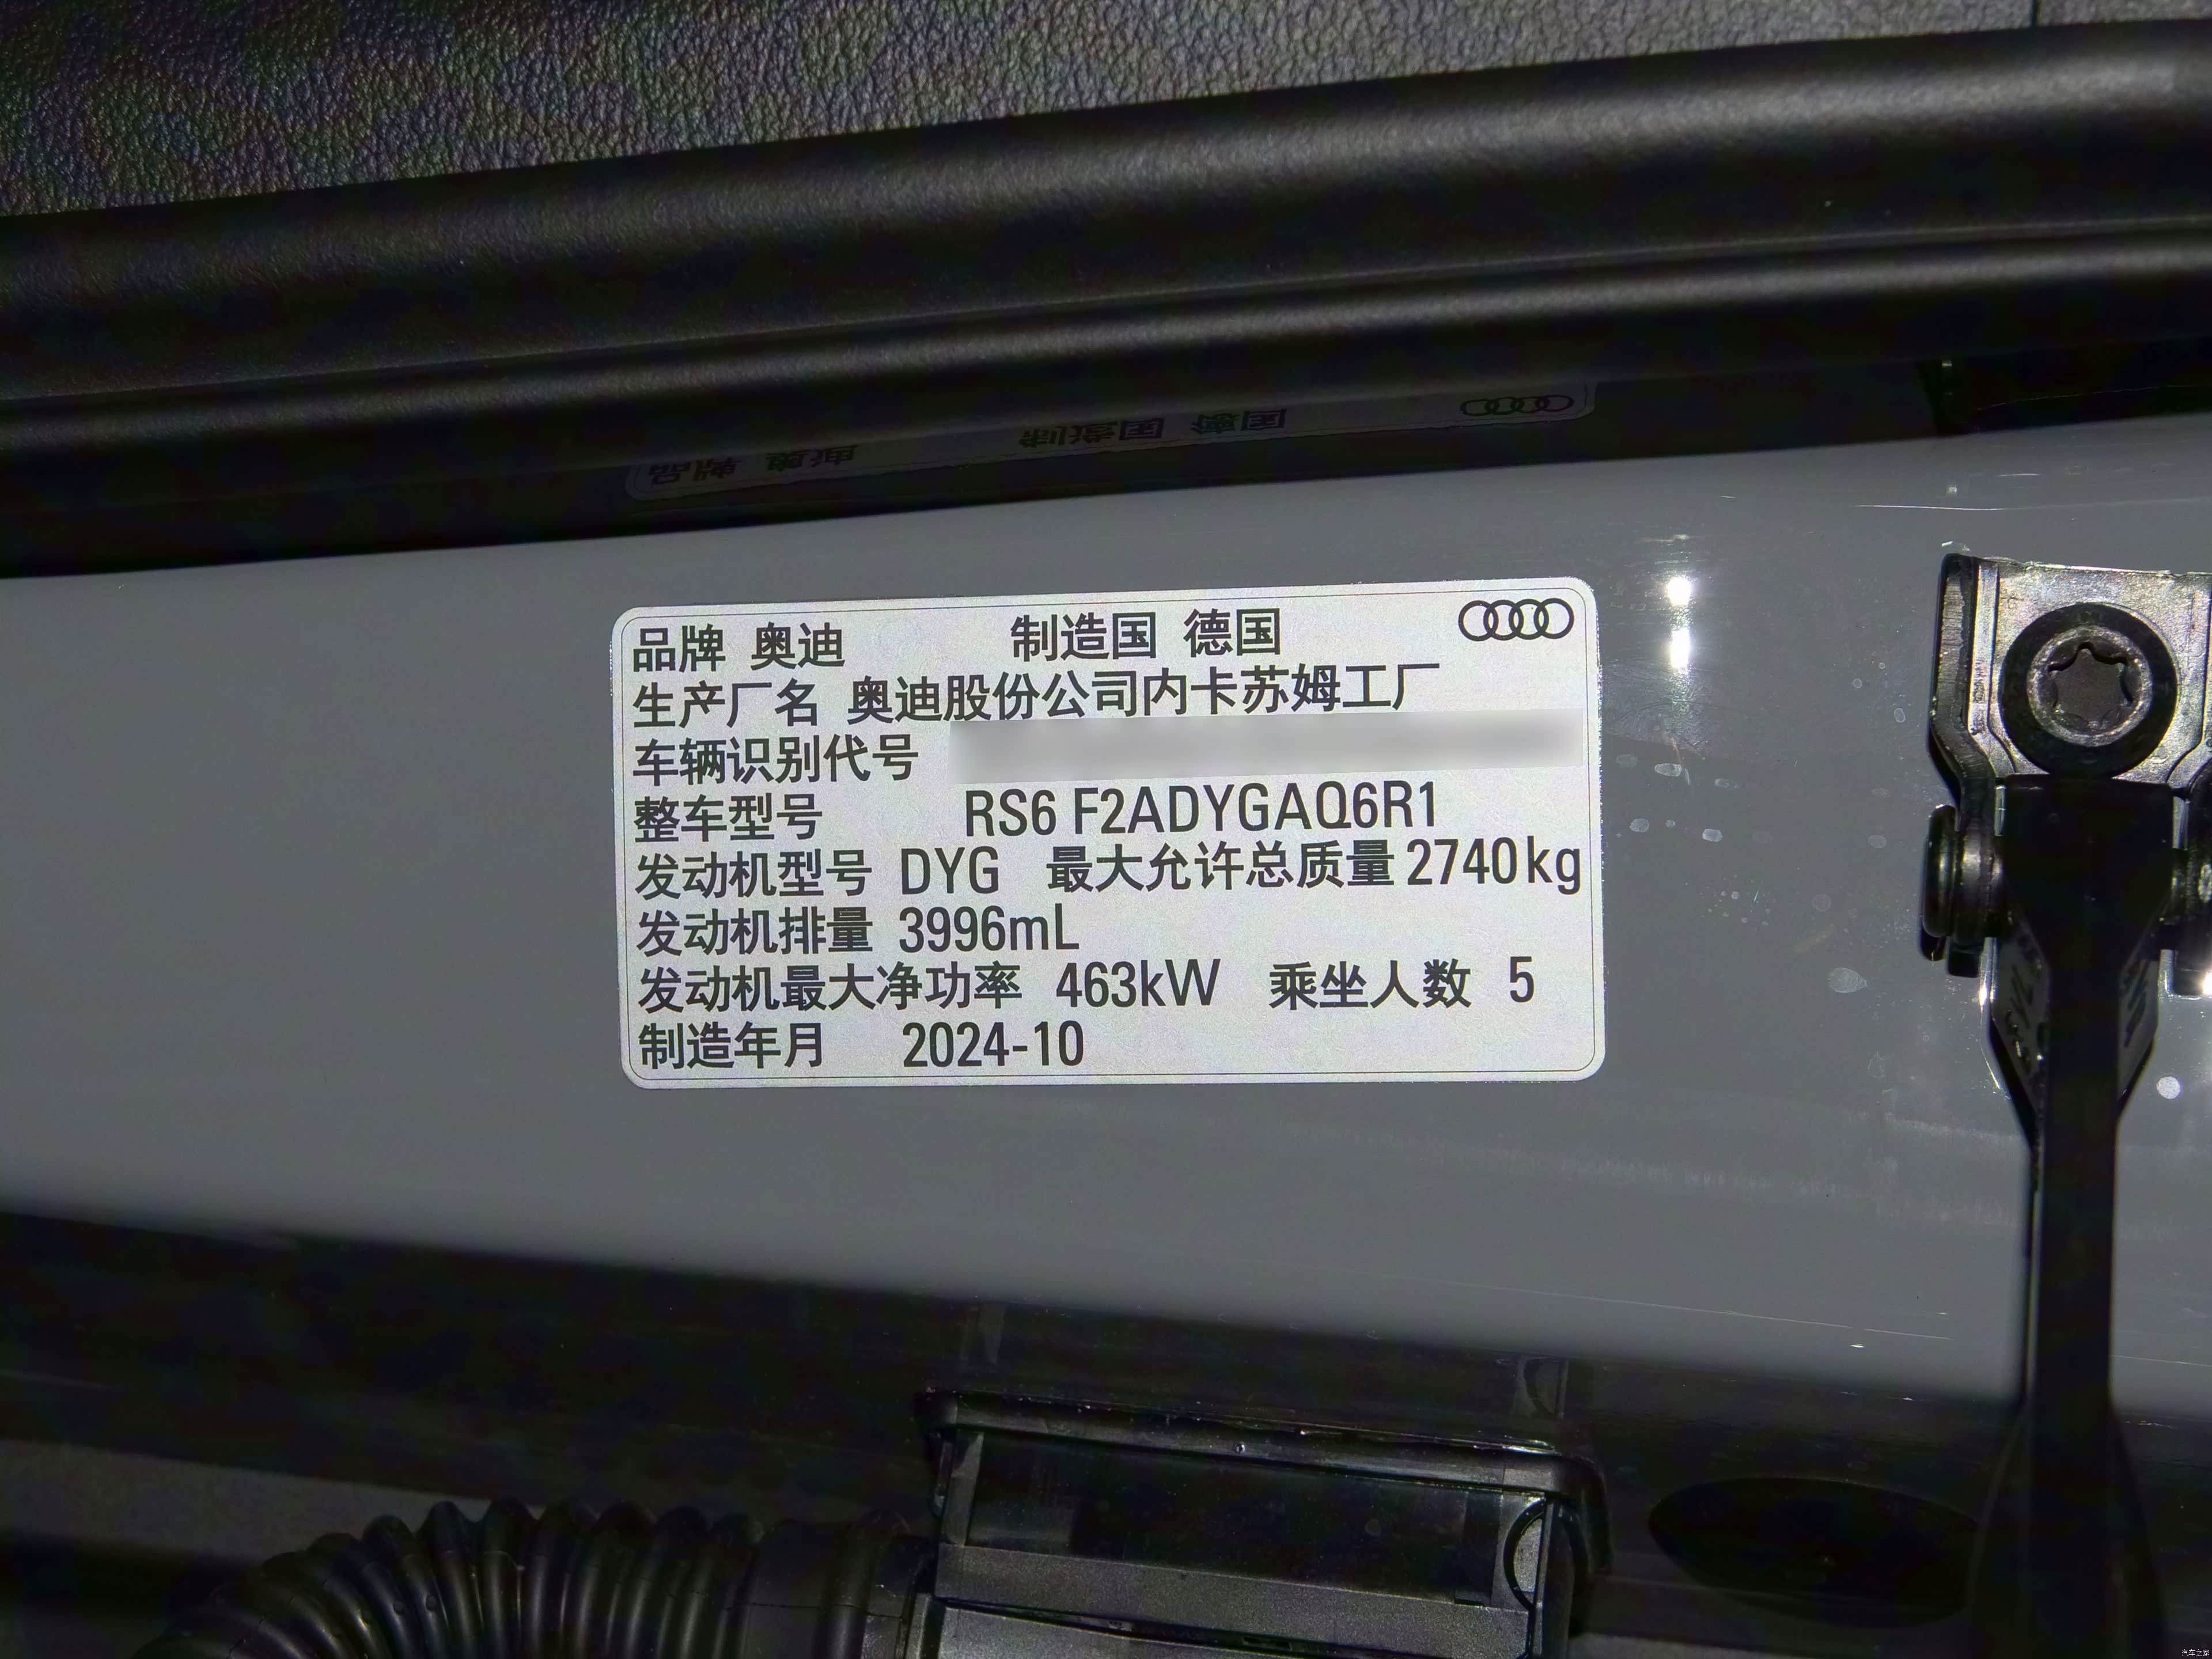 品牌 奥迪 制造国 德国
生产厂名 奥迪股份公司内卡苏姆工厂
车辆识别代号
整车型号 RS6 F2ADYGAQ6R1
发动机型号 DYG 最大允许总质量 2740kg
发动机排量 3996mL
发动机最大净功率 463kW 乘坐人数 5
制造年月 2024-10
汽车之家